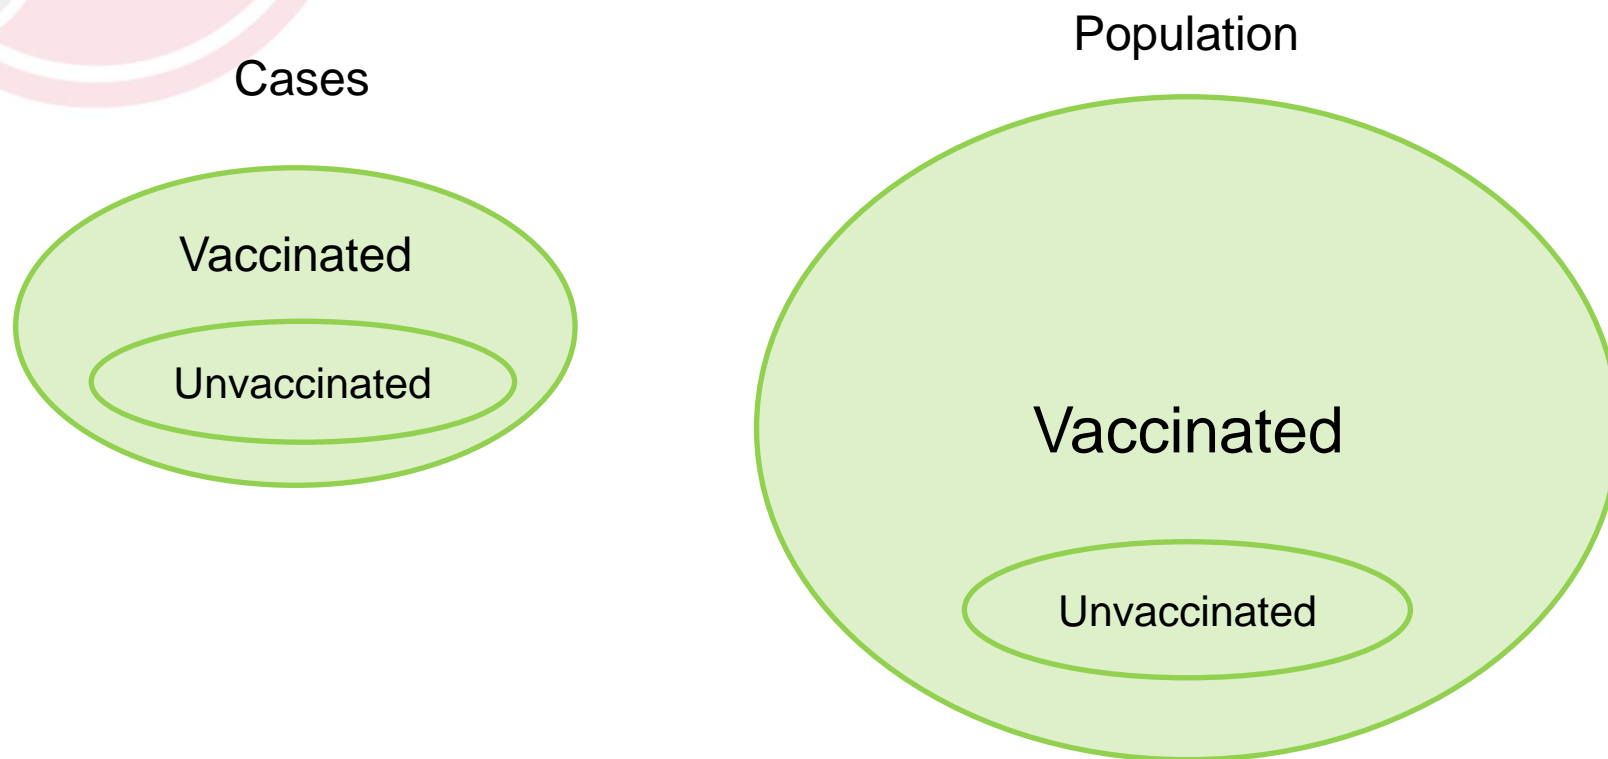 Cases
Vaccinated
Unvaccinated
Population
Vaccinated
Unvaccinated